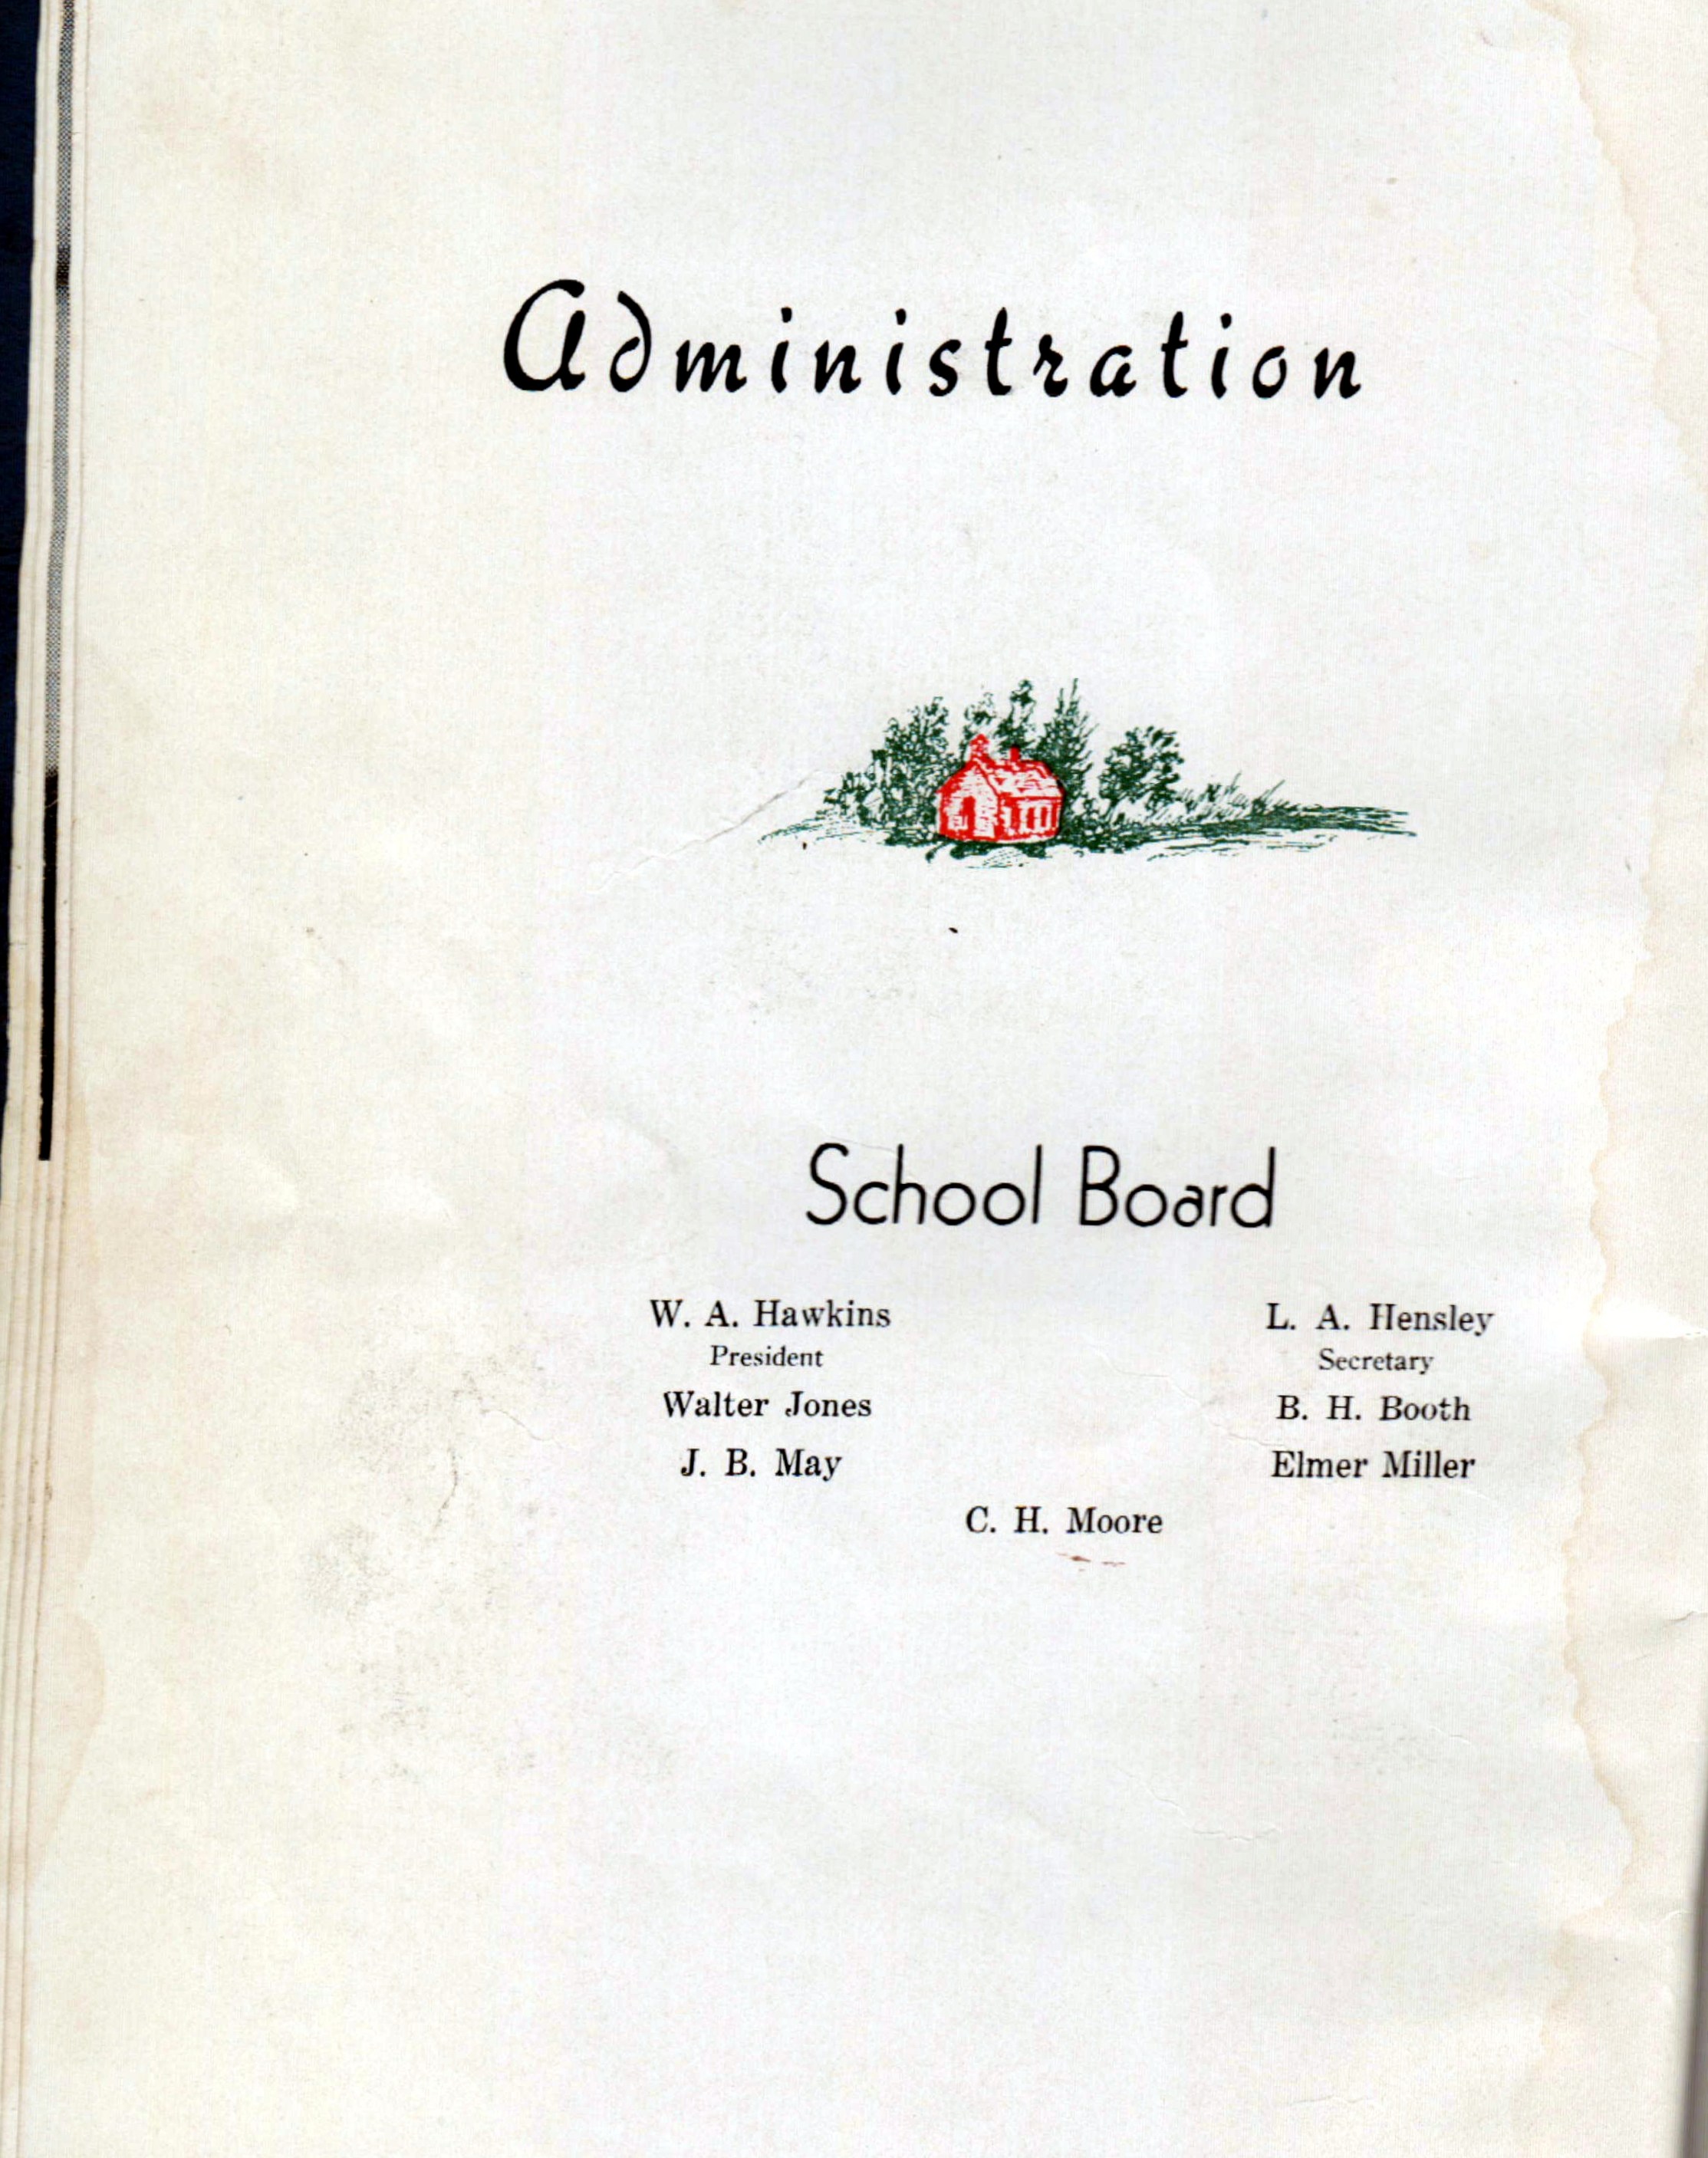 Administration
School Board
W. A. Hawkins
President
Walter Jones
J. B. May
L. A. Hensley
Secretary
B. H. Booth
Elmer Miller
C. H. Moore